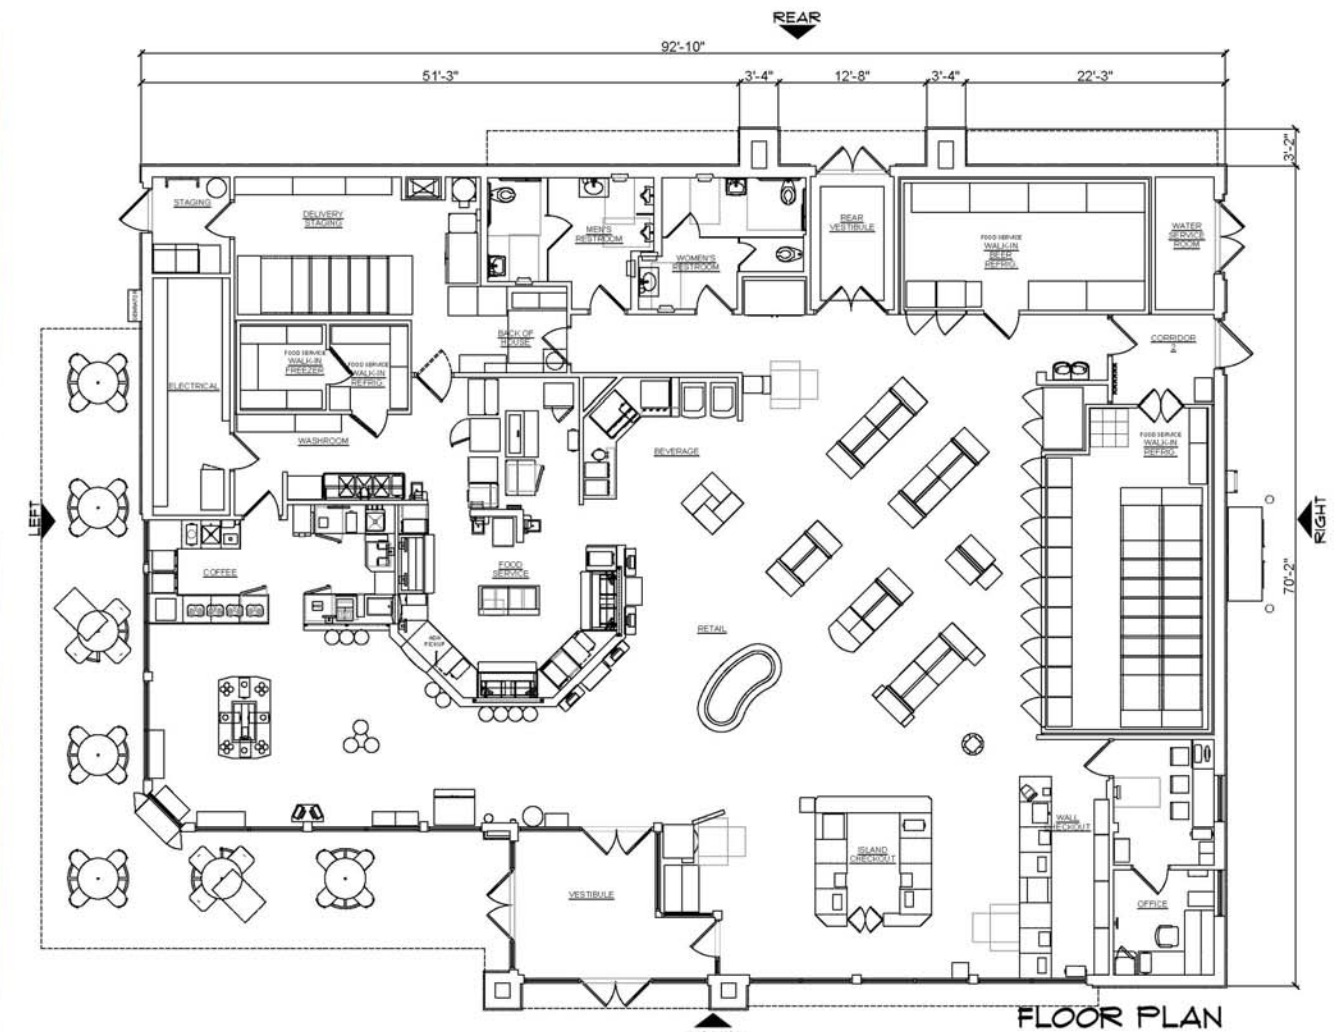 REAR
92'-10"
51'-3"
3'-4"
12'-8"
3'-4"
22'-3"
3'-2"
STAGING
DELIVERY
STAGING
MEN'S
RESTROOM
WOMEN'S
RESTROOM
REAR
VESTIBULE
FOOD SERVICE
WALK-IN
BEER
REFRIG.
WATER
SERVICE
ROOM
BACK OF
HOUSE
CORRIDOR
2
FOOD SERVICE
WALK-IN
FREEZER
FOOD SERVICE
WALK-IN
REFRIG.
ELECTRICAL
WASHROOM
BEVERAGE
FOOD SERVICE
WALK-IN
REFRIG.
LEFT
RIGHT
COFFEE
FOOD
SERVICE
70'-2"
ADA
PICKUP
RETAIL
WALL
CHECKOUT
ISLAND
CHECKOUT
VESTIBULE
OFFICE
FLOOR PLAN